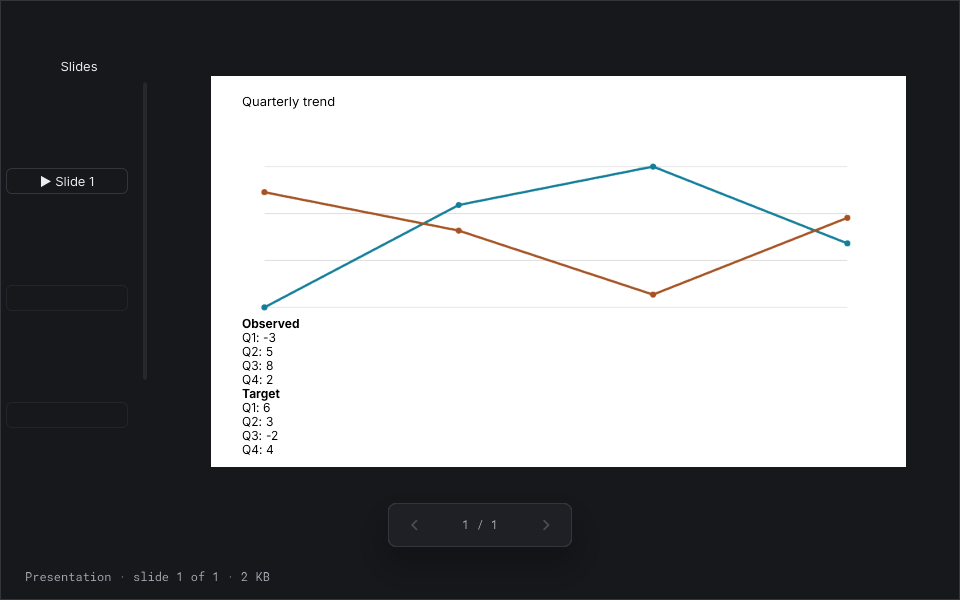 Slides
▶ Slide 1
Quarterly trend
Observed
Q1: -3
Q2: 5
Q3: 8
Q4: 2
Target
Q1: 6
Q2: 3
Q3: -2
Q4: 4
1 / 1
Presentation · slide 1 of 1 · 2 KB